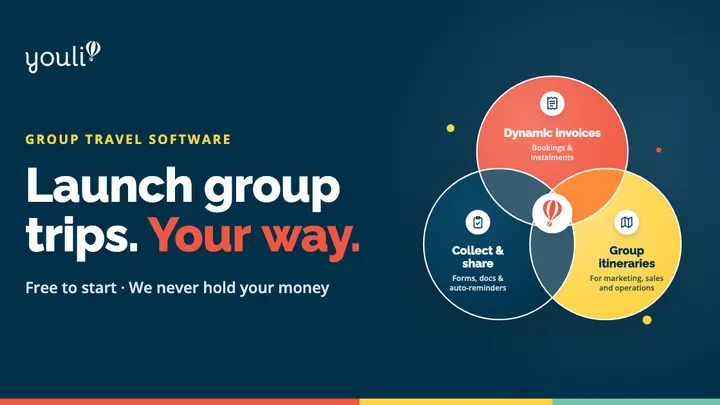 youli
GROUP TRAVEL SOFTWARE
Launch group
trips. Your way.
Free to start · We never hold your money
Dynamic invoices
Bookings &
instalments
Collect &
share
Forms, docs &
auto-reminders
Group
itineraries
For marketing, sales
and operations